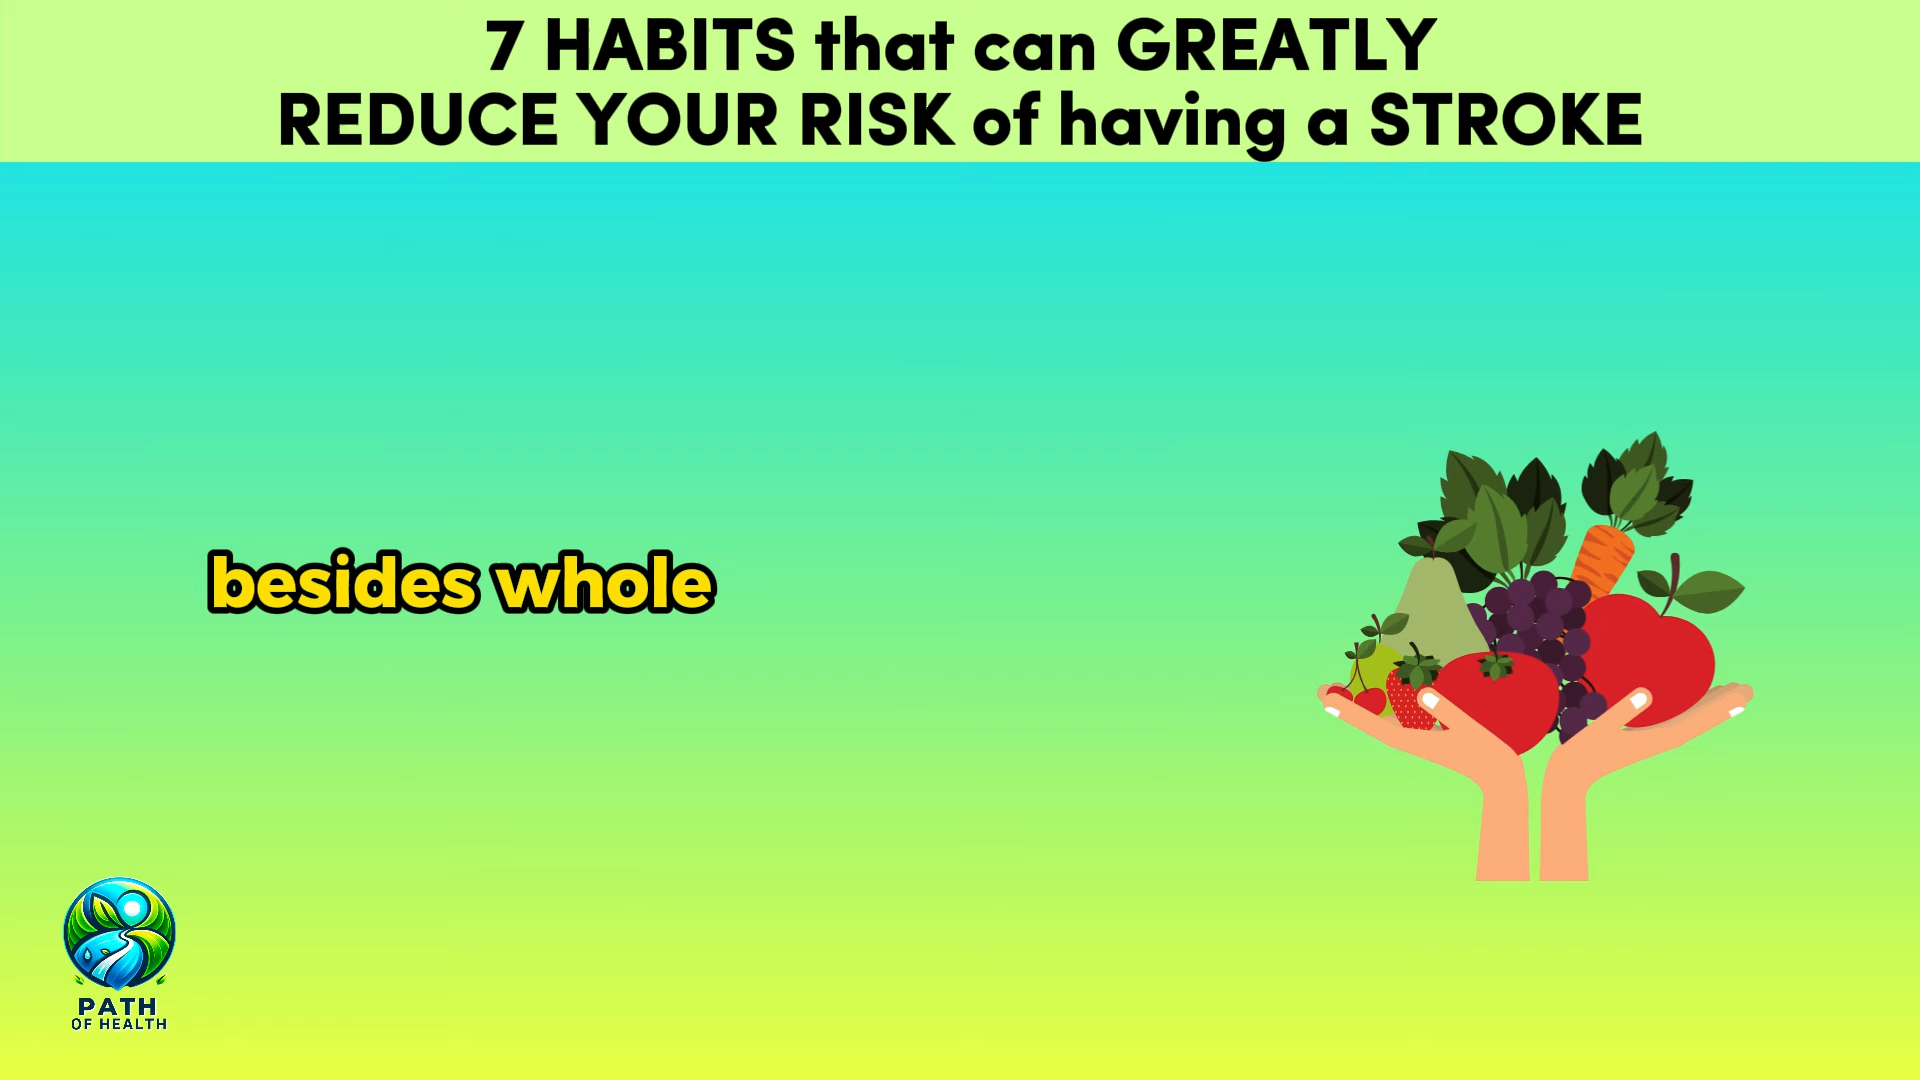 7 HABITS that can GREATLY
REDUCE YOUR RISK of having a STROKE
besides whole
PATH
OF HEALTH